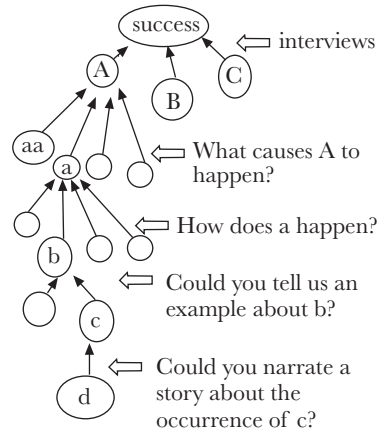 success
interviews
A
B
C
aa
What causes A to
happen?
a
How does a happen?
b
Could you tell us an
example about b?
c
Could you narrate a
story about the
occurrence of c?
d